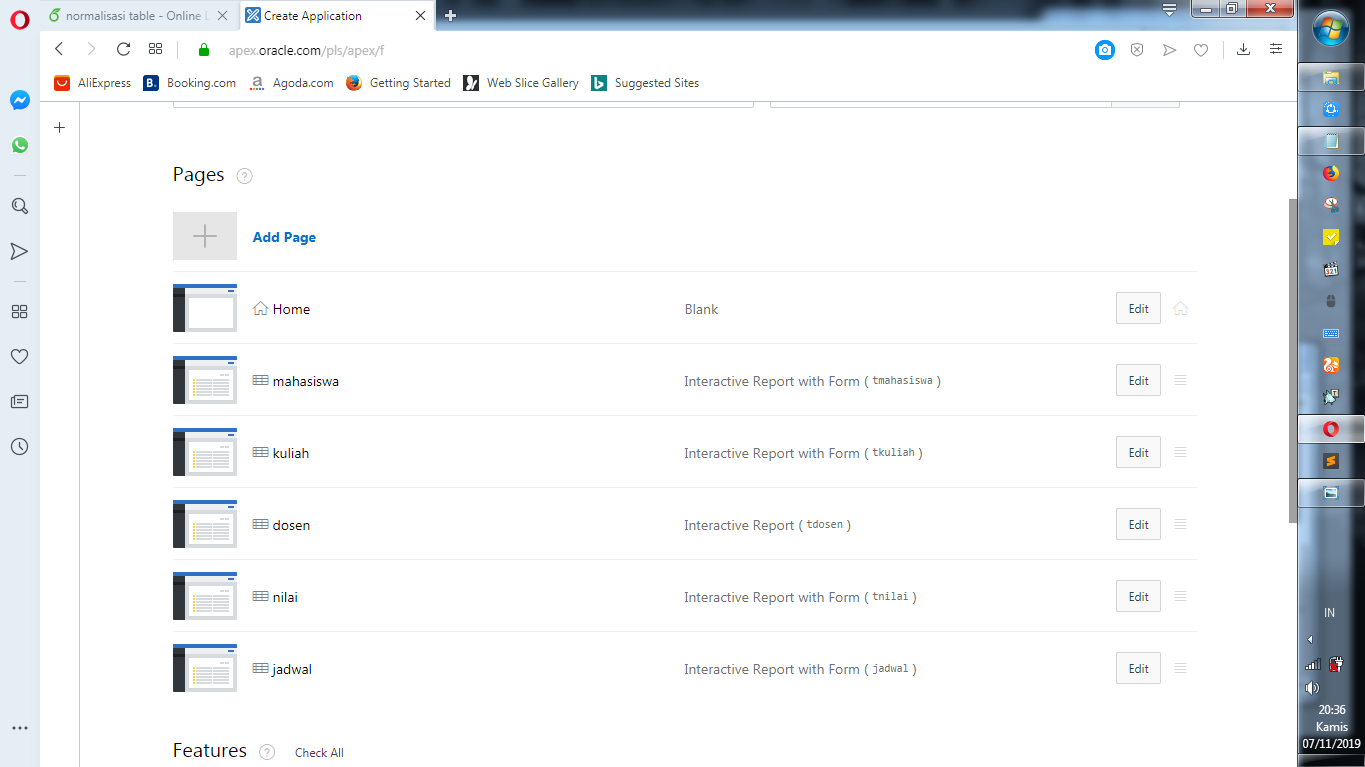 normalisasi table - Online L
Create Application
apex.oracle.com/pls/apex/f
AliExpress
Booking.com
Agoda.com
Getting Started
Web Slice Gallery
Suggested Sites
Pages ?
Add Page
Home Blank Edit
mahasiswa Interactive Report with Form ( tmahasiswa ) Edit
kuliah Interactive Report with Form ( tkuliah ) Edit
dosen Interactive Report ( tdosen ) Edit
nilai Interactive Report with Form ( tnilai ) Edit
jadwal Interactive Report with Form ( jadwal ) Edit
Features ? Check All
IN
20:36
Kamis
07/11/2019